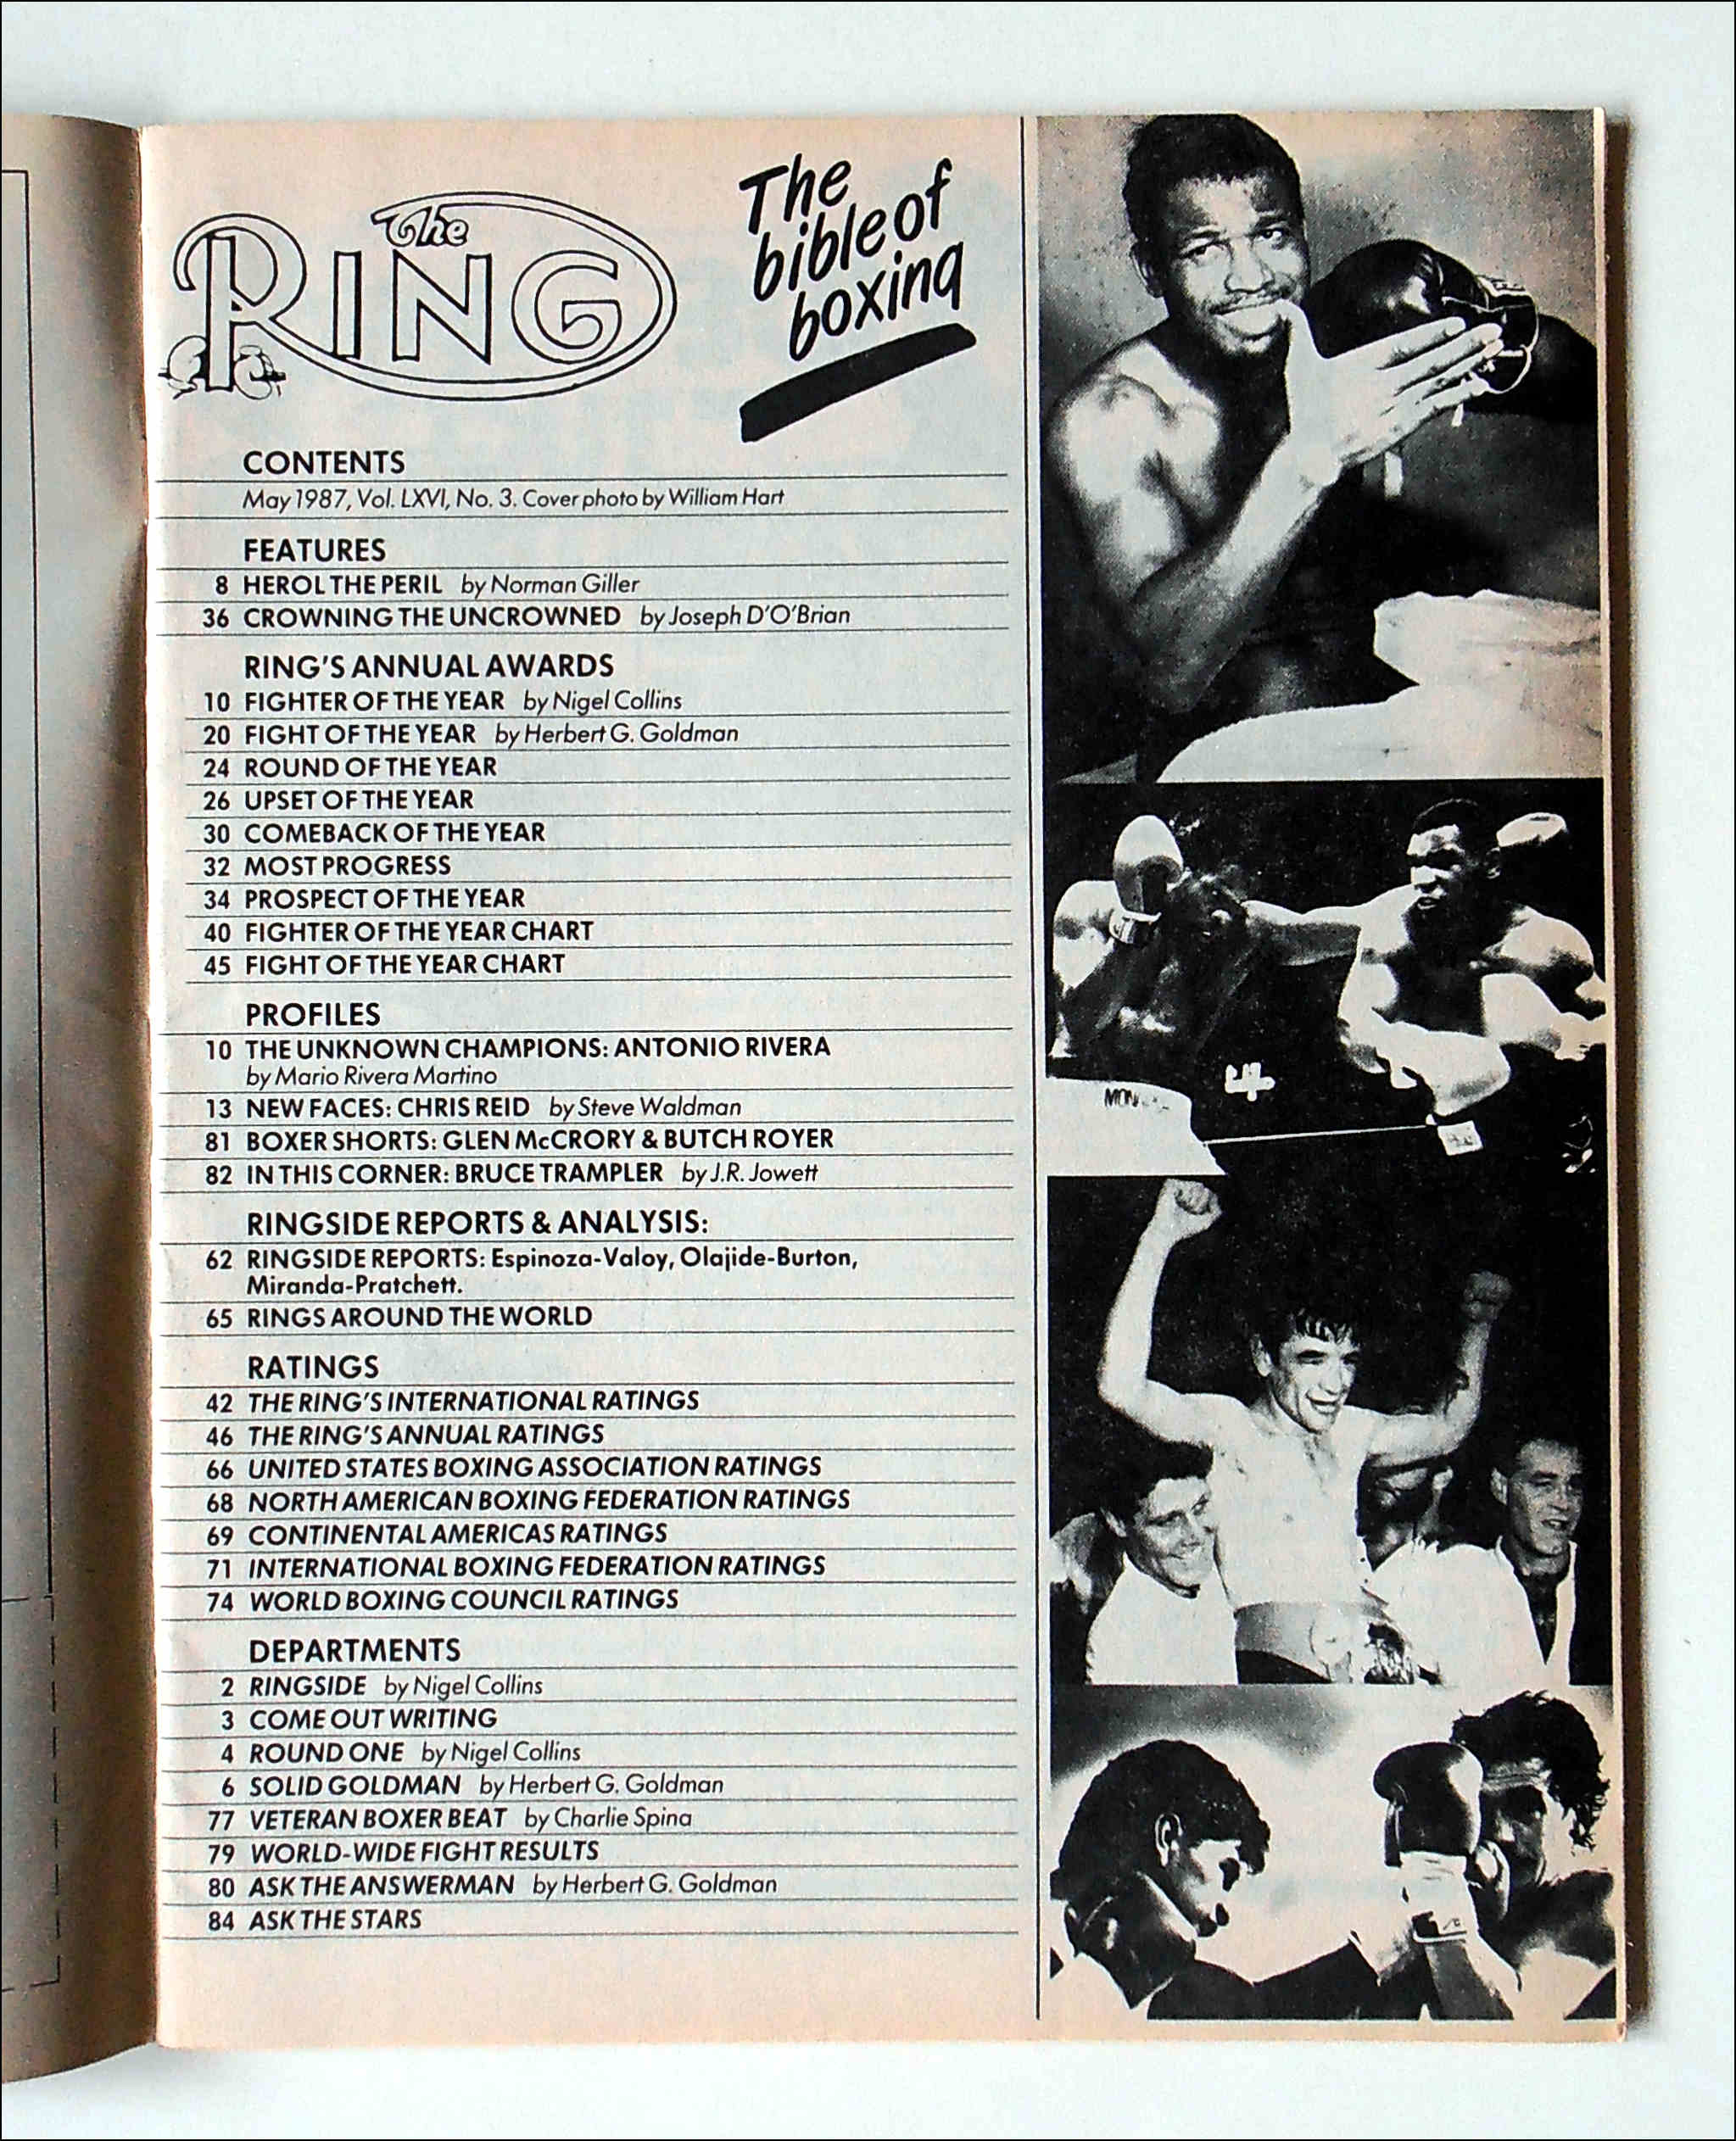 The
RING
The
bible of
boxing
CONTENTS
May 1987, Vol. LXVI, No. 3. Cover photo by William Hart
FEATURES
8 HEROL THE PERIL by Norman Giller
36 CROWNING THE UNCROWNED by Joseph D'O'Brian
RING'S ANNUAL AWARDS
10 FIGHTER OF THE YEAR by Nigel Collins
20 FIGHT OF THE YEAR by Herbert G. Goldman
24 ROUND OF THE YEAR
26 UPSET OF THE YEAR
30 COMEBACK OF THE YEAR
32 MOST PROGRESS
34 PROSPECT OF THE YEAR
40 FIGHTER OF THE YEAR CHART
45 FIGHT OF THE YEAR CHART
PROFILES
10 THE UNKNOWN CHAMPIONS: ANTONIO RIVERA
by Mario Rivera Martino
13 NEW FACES: CHRIS REID by Steve Waldman
81 BOXER SHORTS: GLEN McCRORY & BUTCH ROYER
82 IN THIS CORNER: BRUCE TRAMPLER by J.R. Jowett
RINGSIDE REPORTS & ANALYSIS:
62 RINGSIDE REPORTS: Espinoza-Valoy, Olajide-Burton,
Miranda-Pratchett.
65 RINGS AROUND THE WORLD
RATINGS
42 THE RING'S INTERNATIONAL RATINGS
46 THE RING'S ANNUAL RATINGS
66 UNITED STATES BOXING ASSOCIATION RATINGS
68 NORTH AMERICAN BOXING FEDERATION RATINGS
69 CONTINENTAL AMERICAS RATINGS
71 INTERNATIONAL BOXING FEDERATION RATINGS
74 WORLD BOXING COUNCIL RATINGS
DEPARTMENTS
2 RINGSIDE by Nigel Collins
3 COME OUT WRITING
4 ROUND ONE by Nigel Collins
6 SOLID GOLDMAN by Herbert G. Goldman
77 VETERAN BOXER BEAT by Charlie Spina
79 WORLD-WIDE FIGHT RESULTS
80 ASK THE ANSWERMAN by Herbert G. Goldman
84 ASK THE STARS